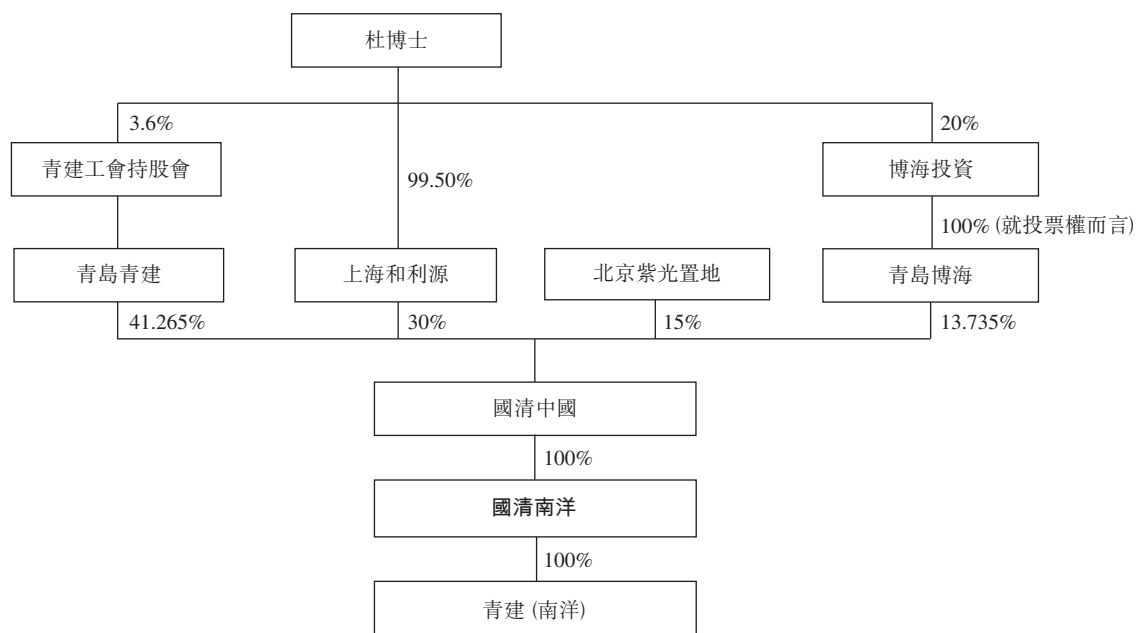 杜博士
3.6%
20%
青建工會持股會
99.50%
博海投資
100% (就投票權而言)
青島青建
上海和利源
北京紫光置地
青島博海
41.265%
30%
15%
13.735%
國清中國
100%
國清南洋
100%
青建 (南洋)